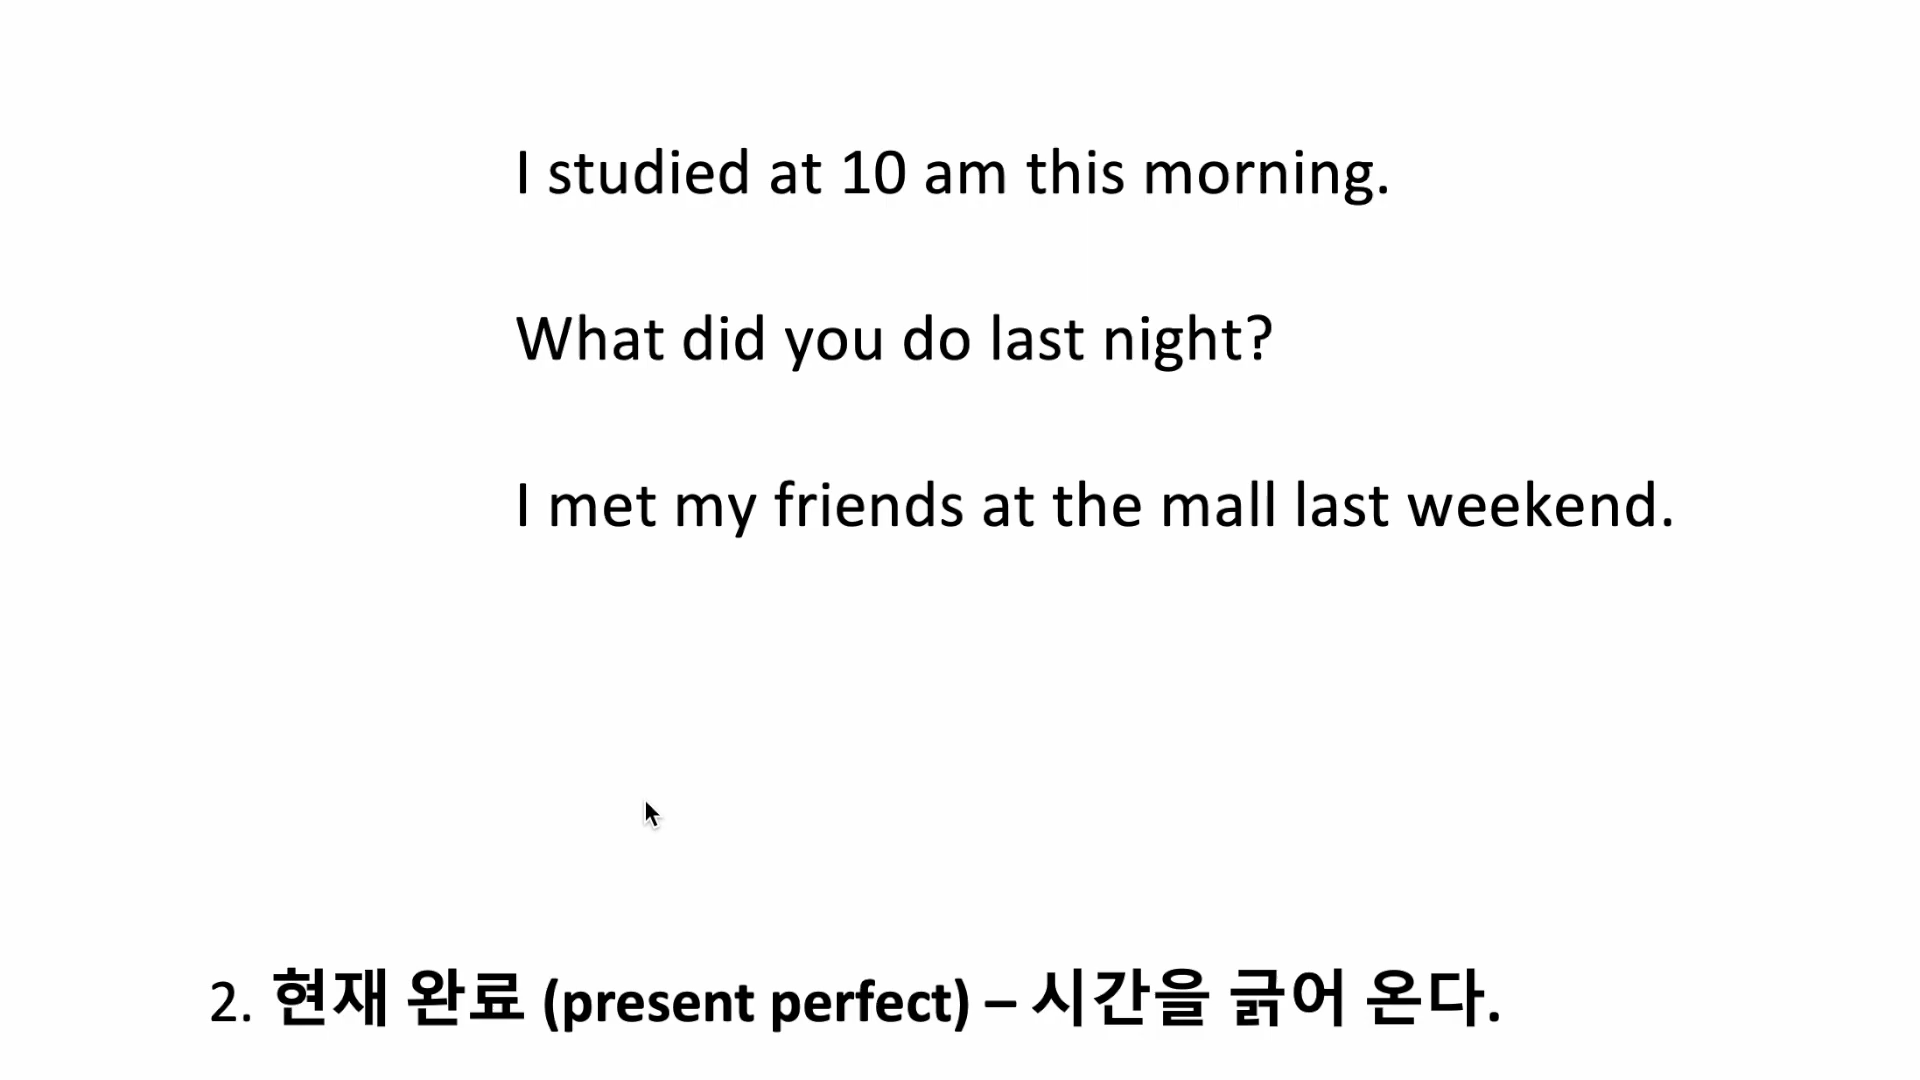 I studied at 10 am this morning.
What did you do last night?
I met my friends at the mall last weekend.
2. 현재 완료 (present perfect) – 시간을 긁어 온다.